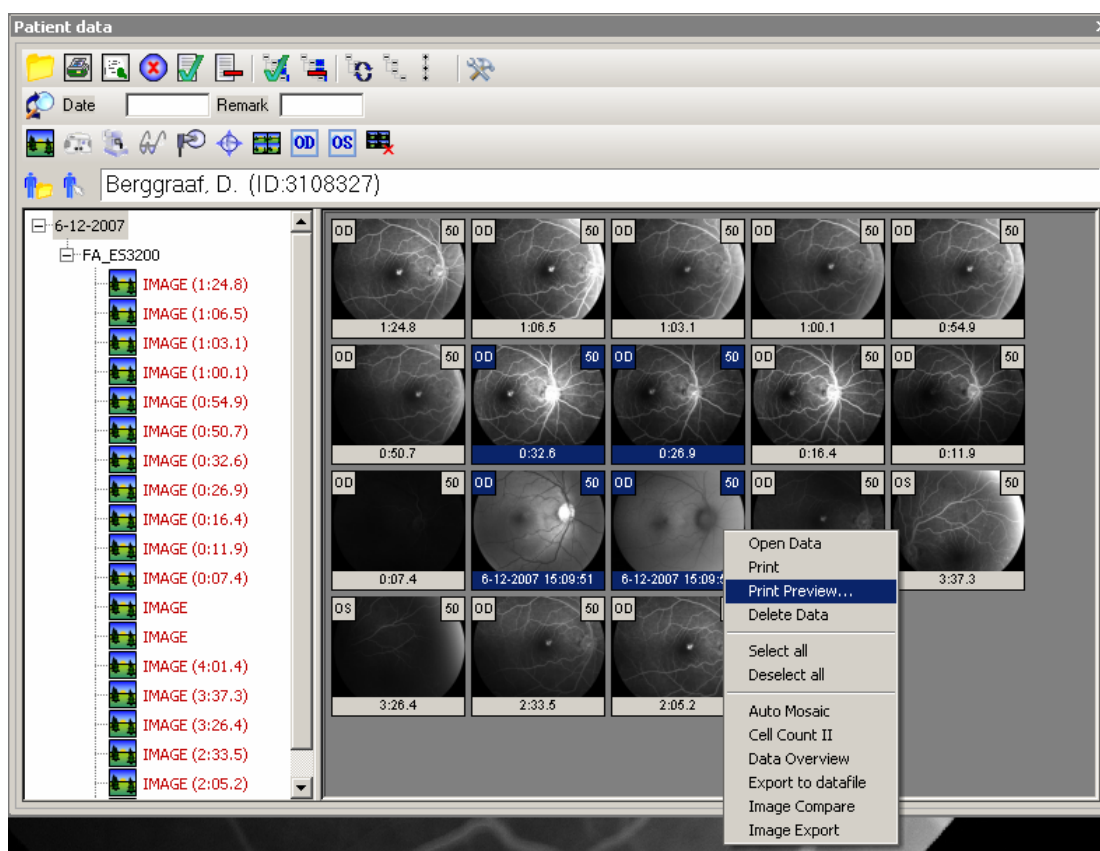 Patient data
Date Remark
OD OS
Berggraaf, D. (ID:3108327)
6-12-2007
FA_ES3200
IMAGE (1:24.8)
IMAGE (1:06.5)
IMAGE (1:03.1)
IMAGE (1:00.1)
IMAGE (0:54.9)
IMAGE (0:50.7)
IMAGE (0:32.6)
IMAGE (0:26.9)
IMAGE (0:16.4)
IMAGE (0:11.9)
IMAGE (0:07.4)
IMAGE
IMAGE
IMAGE (4:01.4)
IMAGE (3:37.3)
IMAGE (3:26.4)
IMAGE (2:33.5)
IMAGE (2:05.2)
OD 50 OD 50 OD 50 OD 50 OD 50
1:24.8 1:06.5 1:03.1 1:00.1 0:54.9
OD 50 OD 50 OD 50 OD 50 OD 50
0:50.7 0:32.6 0:26.9 0:16.4 0:11.9
OD 50 OD 50 OD 50 OD 50 OS 50
0:07.4 6-12-2007 15:09:51 6-12-2007 3:37.3
OS 50 OD 50 OD
3:26.4 2:33.5 2:05.2
Open Data
Print
Print Preview...
Delete Data
Select all
Deselect all
Auto Mosaic
Cell Count II
Data Overview
Export to datafile
Image Compare
Image Export